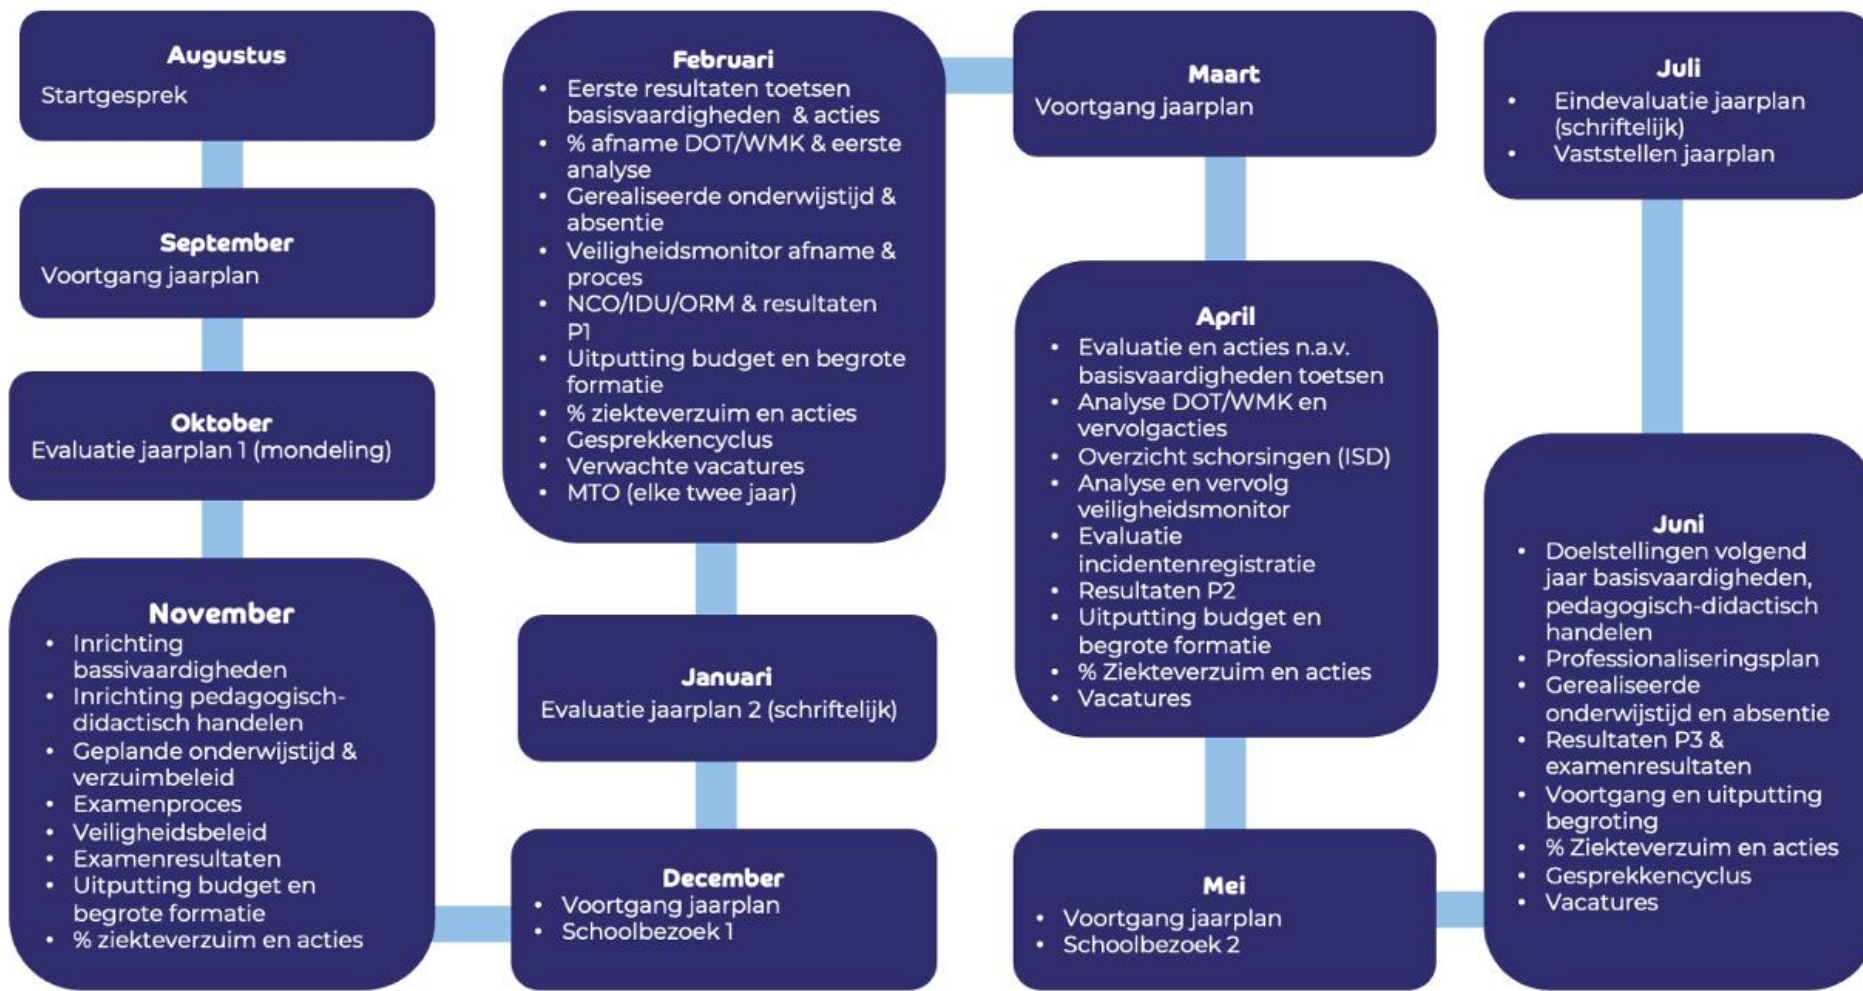 Augustus
Startgesprek
September
Voortgang jaarplan
Oktober
Evaluatie jaarplan 1 (mondeling)
November
• Inrichting
bassivaardigheden
• Inrichting pedagogisch-
didactisch handelen
• Geplande onderwijstijd &
verzuimbeleid
• Examenproces
• Veiligheidsbeleid
• Examenresultaten
• Uitputting budget en
begrote formatie
• % ziekteverzuim en acties
December
• Voortgang jaarplan
• Schoolbezoek 1
Januari
Evaluatie jaarplan 2 (schriftelijk)
Februari
• Eerste resultaten toetsen
basisvaardigheden & acties
• % afname DOT/WMK & eerste
analyse
• Gerealiseerde onderwijstijd &
absentie
• Veiligheidsmonitor afname &
proces
• NCO/IDU/ORM & resultaten
P1
• Uitputting budget en begrote
formatie
• % ziekteverzuim en acties
• Gesprekkencyclus
• Verwachte vacatures
• MTO (elke twee jaar)
Maart
Voortgang jaarplan
April
• Evaluatie en acties n.a.v.
basisvaardigheden toetsen
• Analyse DOT/WMK en
vervolgacties
• Overzicht schorsingen (ISD)
• Analyse en vervolg
veiligheidsmonitor
• Evaluatie
incidentenregistratie
• Resultaten P2
• Uitputting budget en
begrote formatie
• % Ziekteverzuim en acties
• Vacatures
Mei
• Voortgang jaarplan
• Schoolbezoek 2
Juni
• Doelstellingen volgend
jaar basisvaardigheden,
pedagogisch-didactisch
handelen
• Professionaliseringsplan
• Gerealiseerde
onderwijstijd en absentie
• Resultaten P3 &
examenresultaten
• Voortgang en uitputting
begroting
• % Ziekteverzuim en acties
• Gesprekkencyclus
• Vacatures
Juli
• Eindevaluatie jaarplan
(schriftelijk)
• Vaststellen jaarplan